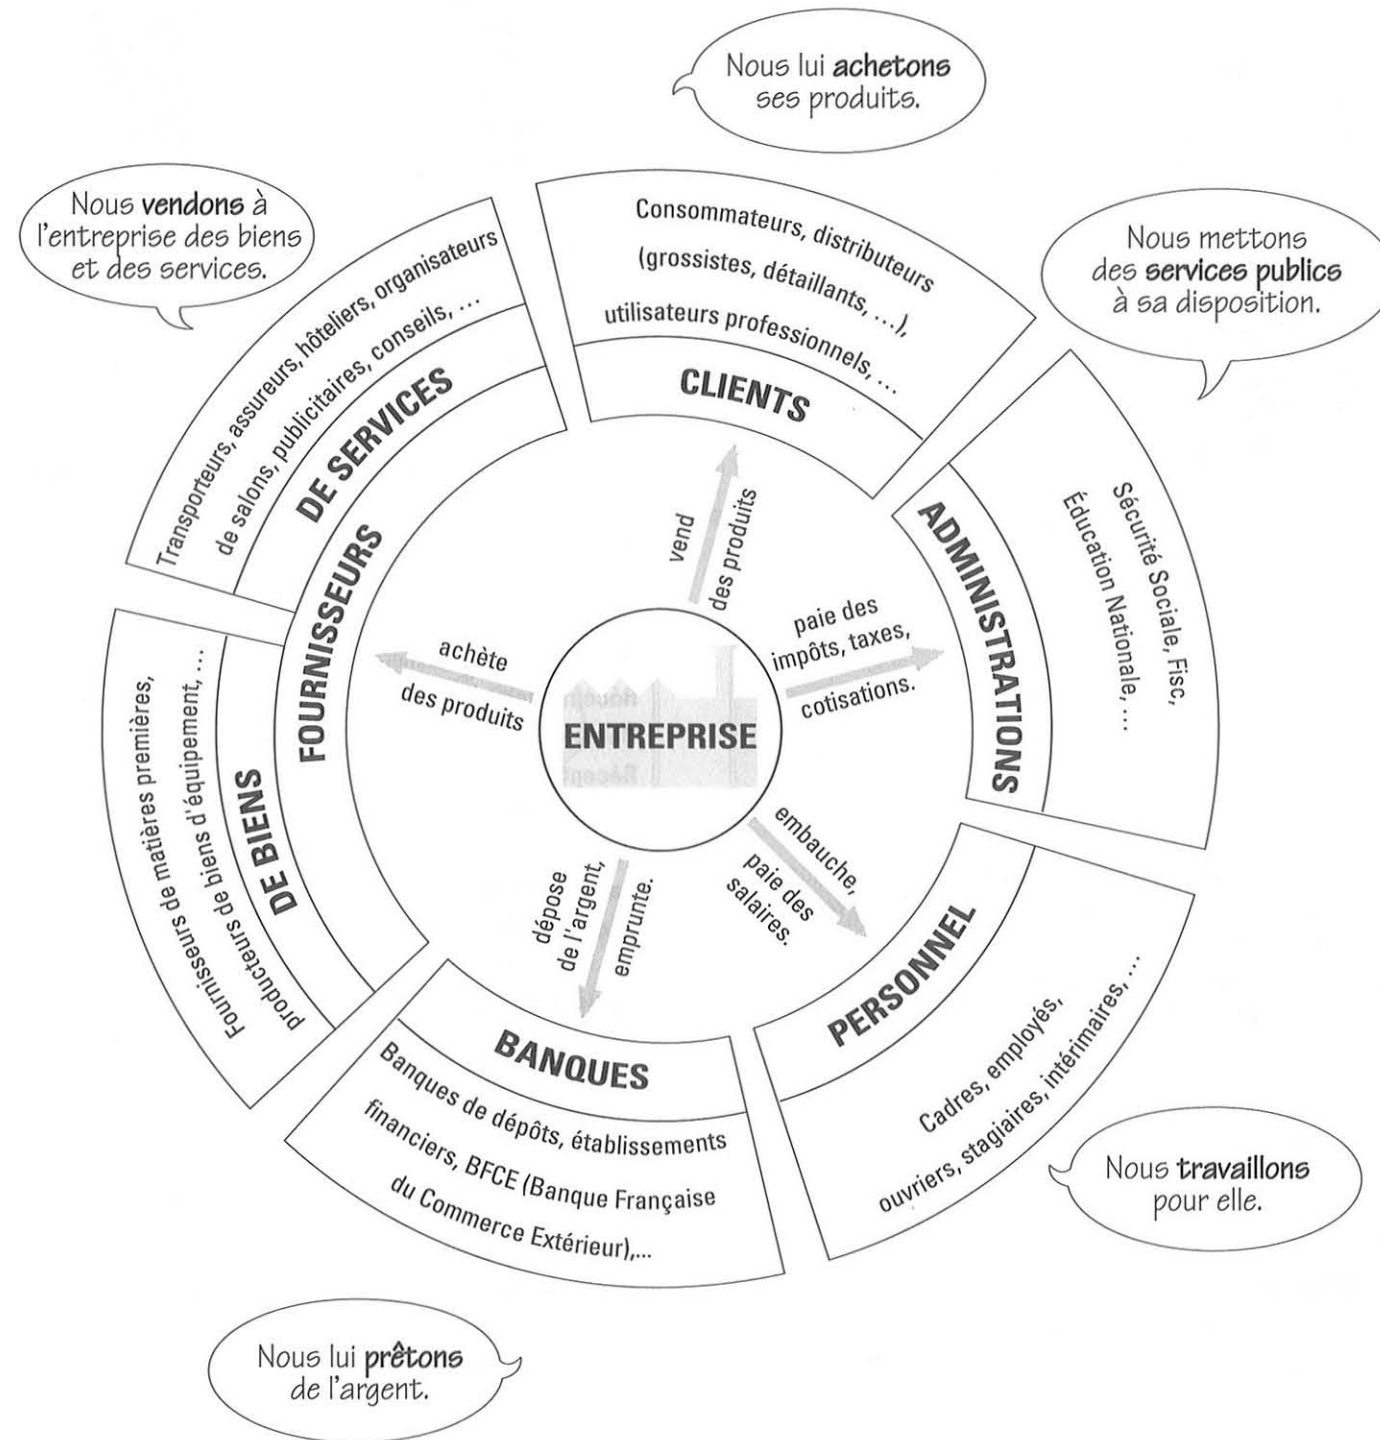 Nous lui achetons
ses produits.
Nous vendons à
l'entreprise des biens
et des services.
Nous mettons
des services publics
à sa disposition.
Consommateurs, distributeurs
(grossistes, détaillants, ...),
utilisateurs professionnels, ...
CLIENTS
Transporteurs, assureurs, hôteliers, organisateurs
de salons, publicitaires, conseils, ...
DE SERVICES
FOURNISSEURS
Sécurité Sociale, Fisc,
Éducation Nationale, ...
ADMINISTRATIONS
vend
des produits
paie des
impôts, taxes,
cotisations.
achète
des produits
ENTREPRISE
embauche,
paie des
salaires.
dépose
de l'argent,
emprunte.
Fournisseurs de matières premières,
producteurs de biens d'équipement, ...
DE BIENS
PERSONNEL
Cadres, employés,
ouvriers, stagiaires, intérimaires, ...
BANQUES
Banques de dépôts, établissements
financiers, BFCE (Banque Française
du Commerce Extérieur),...
Nous travaillons
pour elle.
Nous lui prêtons
de l'argent.